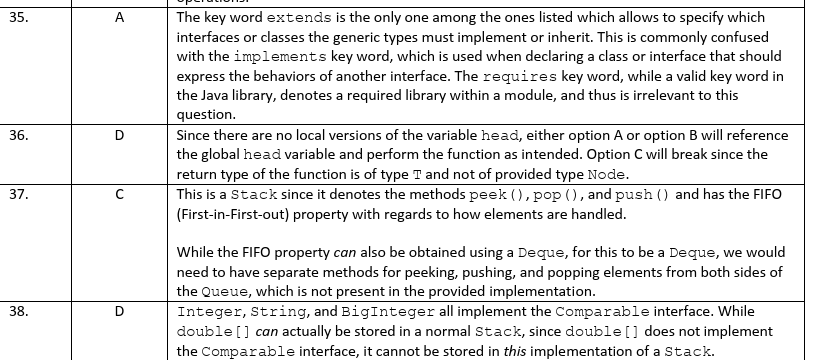 operations.
35. A The key word extends is the only one among the ones listed which allows to specify which
interfaces or classes the generic types must implement or inherit. This is commonly confused
with the implements key word, which is used when declaring a class or interface that should
express the behaviors of another interface. The requires key word, while a valid key word in
the Java library, denotes a required library within a module, and thus is irrelevant to this
question.
36. D Since there are no local versions of the variable head, either option A or option B will reference
the global head variable and perform the function as intended. Option C will break since the
return type of the function is of type T and not of provided type Node.
37. C This is a Stack since it denotes the methods peek(), pop(), and push() and has the FIFO
(First-in-First-out) property with regards to how elements are handled.
While the FIFO property can also be obtained using a Deque, for this to be a Deque, we would
need to have separate methods for peeking, pushing, and popping elements from both sides of
the Queue, which is not present in the provided implementation.
38. D Integer, String, and BigInteger all implement the Comparable interface. While
double[] can actually be stored in a normal Stack, since double[] does not implement
the Comparable interface, it cannot be stored in this implementation of a Stack.